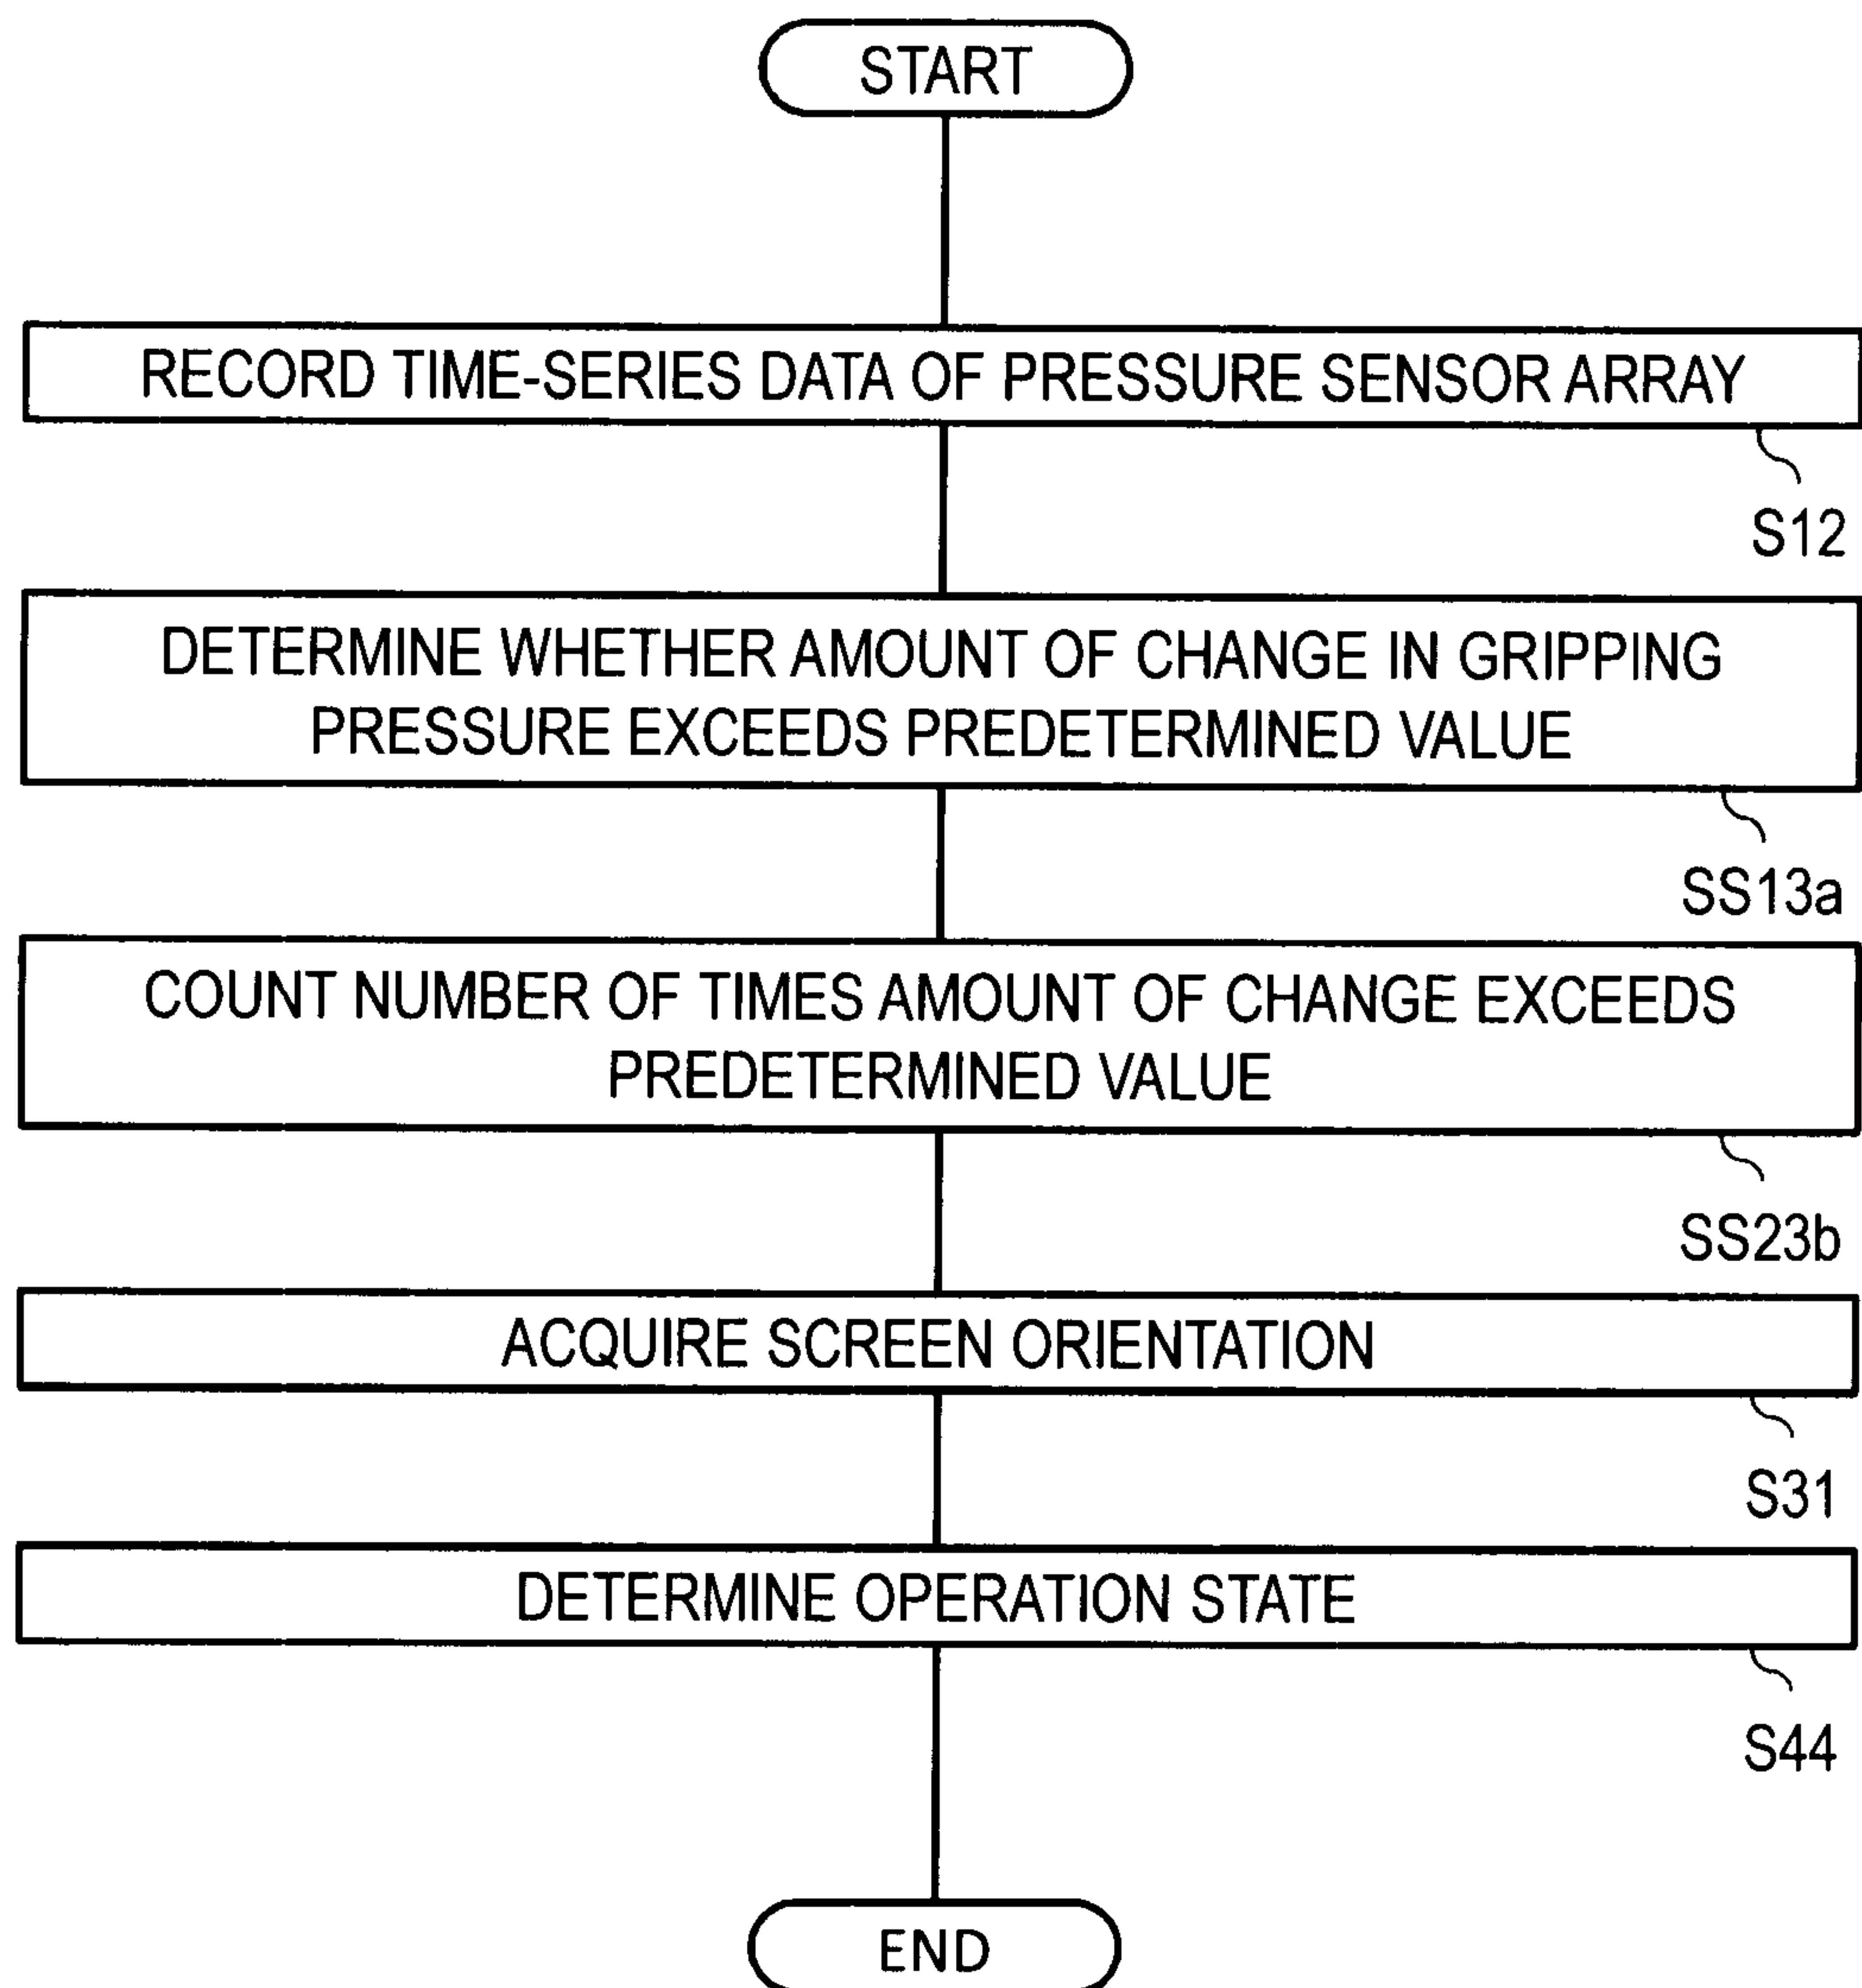 START
RECORD TIME-SERIES DATA OF PRESSURE SENSOR ARRAY
S12
DETERMINE WHETHER AMOUNT OF CHANGE IN GRIPPING
PRESSURE EXCEEDS PREDETERMINED VALUE
SS13a
COUNT NUMBER OF TIMES AMOUNT OF CHANGE EXCEEDS
PREDETERMINED VALUE
SS23b
ACQUIRE SCREEN ORIENTATION
S31
DETERMINE OPERATION STATE
S44
END